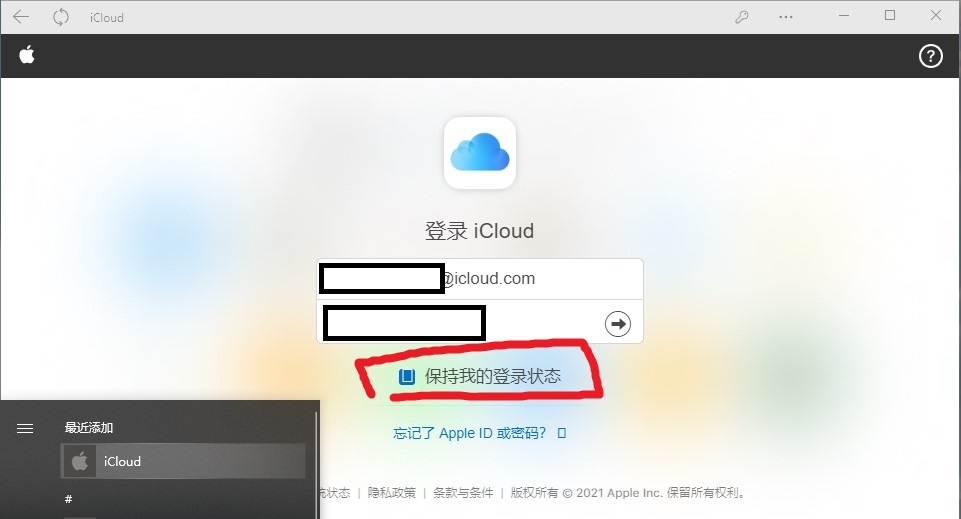 iCloud
登录 iCloud
@icloud.com
保持我的登录状态
忘记了 Apple ID 或密码？
最近添加
iCloud
#
统状态 | 隐私政策 | 条款与条件 | 版权所有 © 2021 Apple Inc. 保留所有权利。